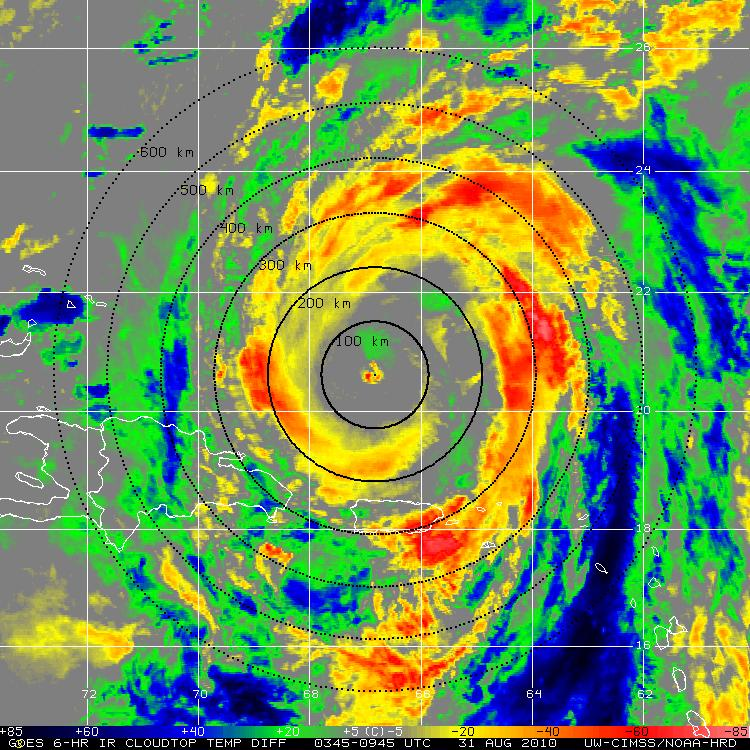 26
600 km
24
500 km
400 km
300 km
22
200 km
100 km
20
18
16
72 70 68 66 64 62
+85 +60 +40 +20 +5(C)-5 -20 -40 -60 -85
GOES 6-HR IR CLOUDTOP TEMP DIFF 0345-0945 UTC 31 AUG 2010 UW-CIMSS&NOAA-HRD